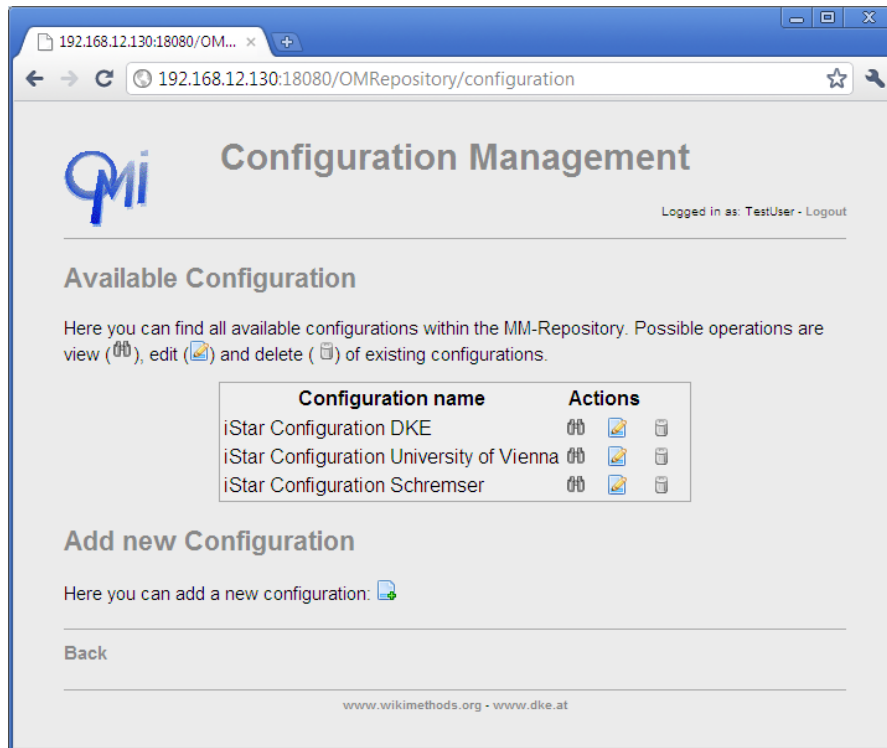 192.168.12.130:18080/OM...
192.168.12.130:18080/OMRepository/configuration
OMi
Configuration Management
Logged in as: TestUser - Logout
Available Configuration
Here you can find all available configurations within the MM-Repository. Possible operations are
view ( ), edit ( ) and delete ( ) of existing configurations.
Configuration name Actions
iStar Configuration DKE
iStar Configuration University of Vienna
iStar Configuration Schremser
Add new Configuration
Here you can add a new configuration:
Back
www.wikimethods.org - www.dke.at